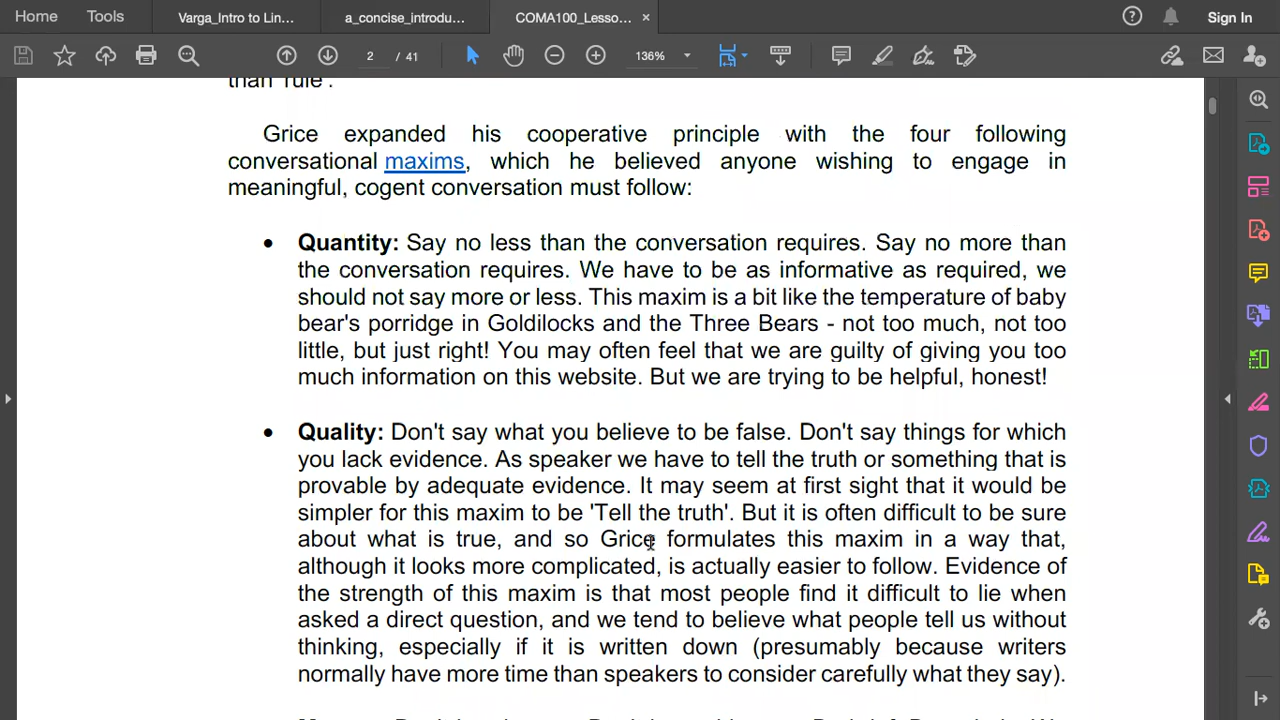 Home Tools Varga_Intro to Lin... a_concise_introdu... COMA100_Lesso... × Sign In
2 / 41 136%
than 'rule'.
Grice expanded his cooperative principle with the four following
conversational maxims, which he believed anyone wishing to engage in
meaningful, cogent conversation must follow:
• Quantity: Say no less than the conversation requires. Say no more than
the conversation requires. We have to be as informative as required, we
should not say more or less. This maxim is a bit like the temperature of baby
bear's porridge in Goldilocks and the Three Bears - not too much, not too
little, but just right! You may often feel that we are guilty of giving you too
much information on this website. But we are trying to be helpful, honest!
• Quality: Don't say what you believe to be false. Don't say things for which
you lack evidence. As speaker we have to tell the truth or something that is
provable by adequate evidence. It may seem at first sight that it would be
simpler for this maxim to be 'Tell the truth'. But it is often difficult to be sure
about what is true, and so Grice formulates this maxim in a way that,
although it looks more complicated, is actually easier to follow. Evidence of
the strength of this maxim is that most people find it difficult to lie when
asked a direct question, and we tend to believe what people tell us without
thinking, especially if it is written down (presumably because writers
normally have more time than speakers to consider carefully what they say).